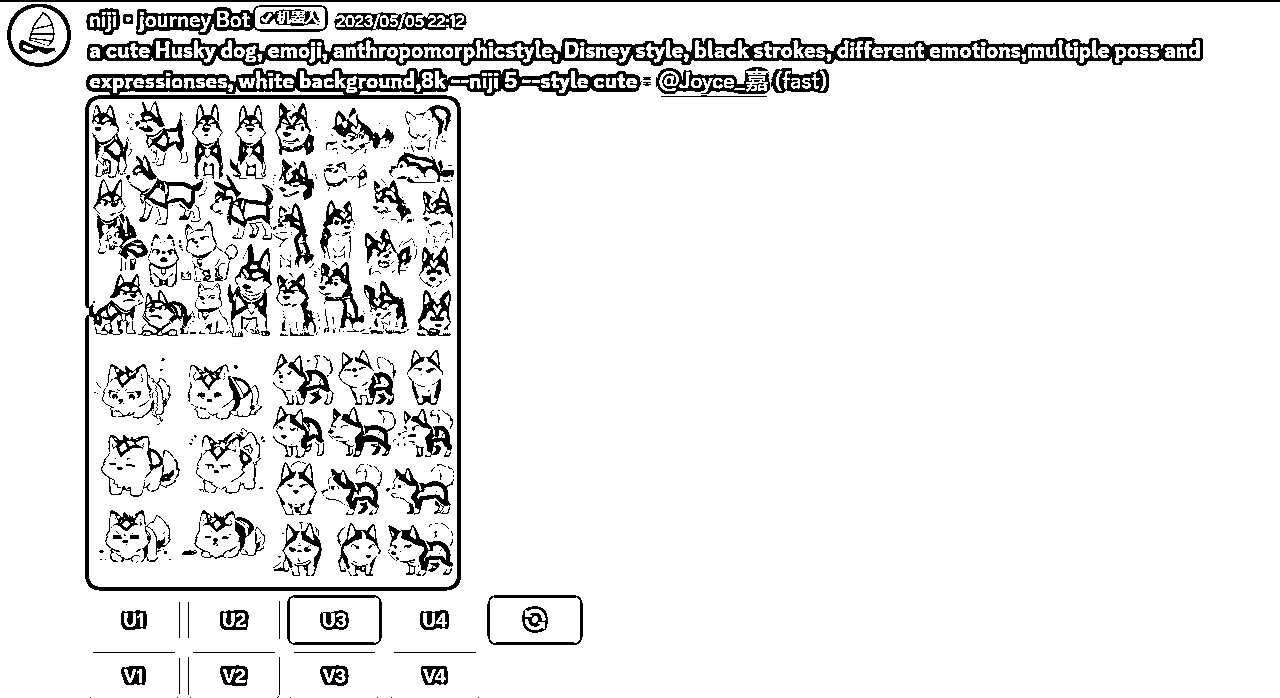 niji · journey Bot ✓机器人 2023/05/05 22:12
a cute Husky dog, emoji, anthropomorphicstyle, Disney style, black strokes, different emotions,multiple poss and
expressionses, white background,8k --niji 5 --style cute - @Joyce_嘉 (fast)
U1 U2 U3 U4
V1 V2 V3 V4